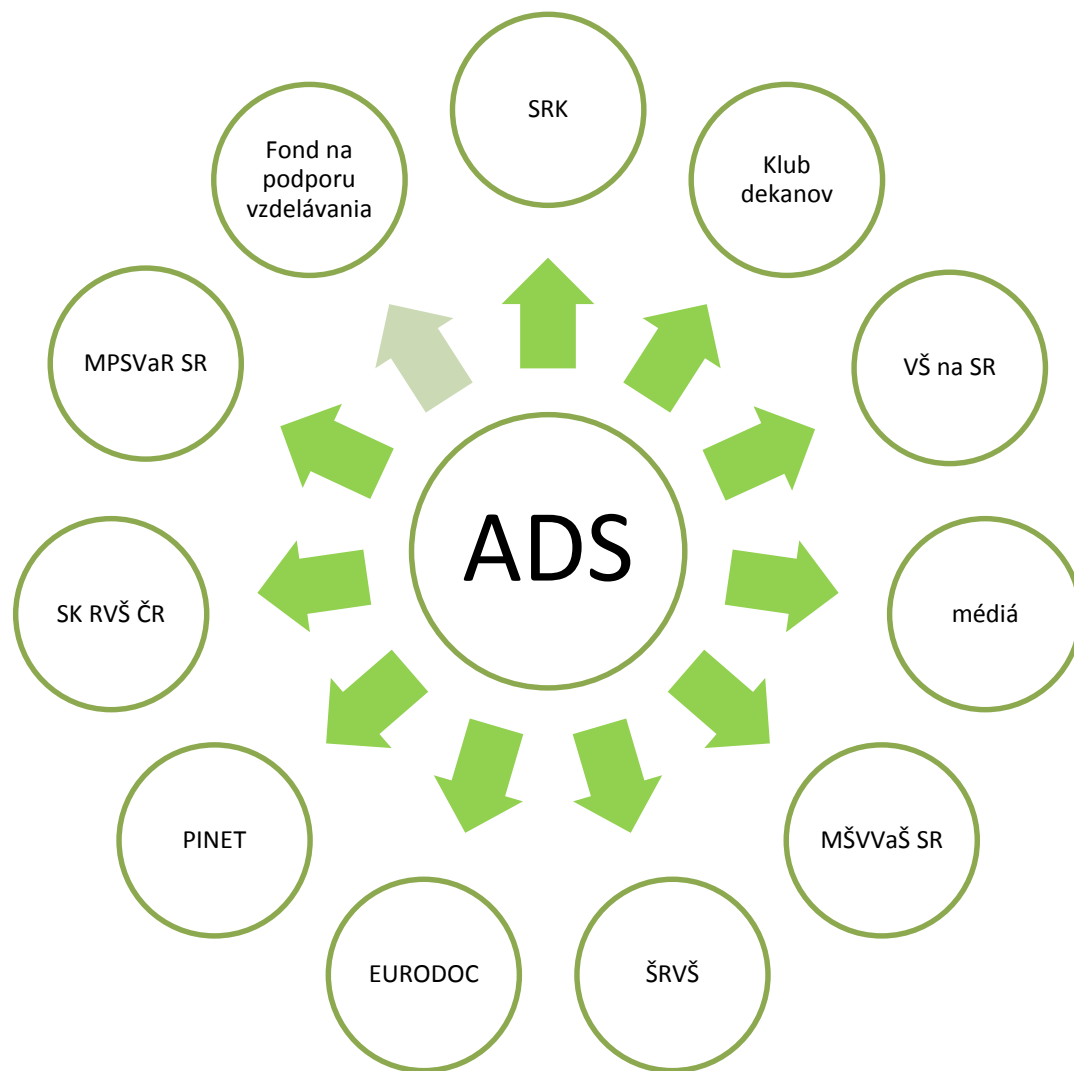 SRK
Fond na
podporu
vzdelávania
Klub
dekanov
MPSVaR SR
VŠ na SR
ADS
SK RVŠ ČR
médiá
PINET
MŠVVaŠ SR
EURODOC
ŠRVŠ